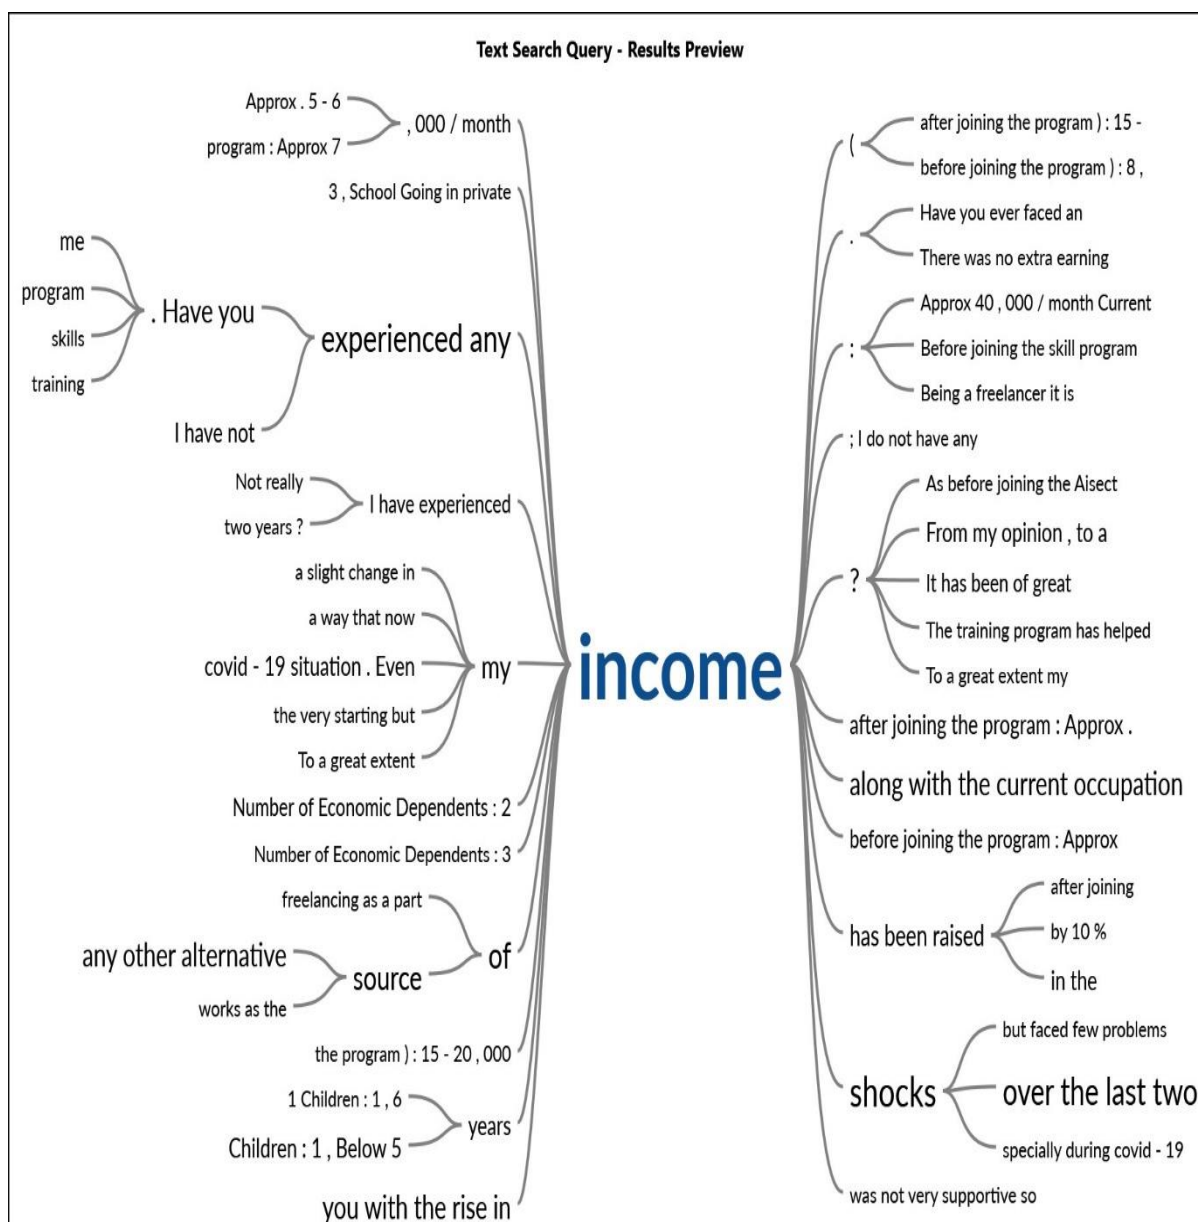 Text Search Query - Results Preview
Approx . 5 - 6
program : Approx 7
, 000 / month
3 , School Going in private
me
program
skills
training
. Have you
I have not
experienced any
Not really
two years ?
I have experienced
a slight change in
a way that now
covid - 19 situation . Even
the very starting but
To a great extent
my
Number of Economic Dependents : 2
Number of Economic Dependents : 3
freelancing as a part
any other alternative
works as the
source
of
the program ) : 15 - 20 , 000
1 Children : 1 , 6
Children : 1 , Below 5
years
you with the rise in
income
(
after joining the program ) : 15 -
before joining the program ) : 8 ,
.
Have you ever faced an
There was no extra earning
:
Approx 40 , 000 / month Current
Before joining the skill program
Being a freelancer it is
; I do not have any
?
As before joining the Aisect
From my opinion , to a
It has been of great
The training program has helped
To a great extent my
after joining the program : Approx .
along with the current occupation
before joining the program : Approx
has been raised
after joining
by 10 %
in the
shocks
but faced few problems
over the last two
specially during covid - 19
was not very supportive so